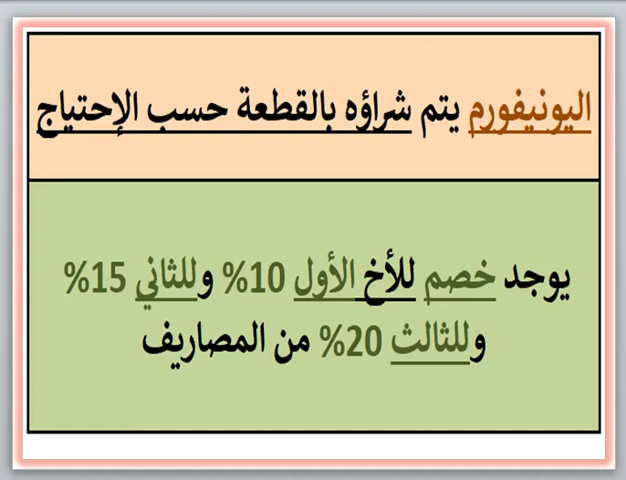 اليونيفورم يتم شراؤه بالقطعة حسب الإحتياج
يوجد خصم للأخ الأول 10% وللثاني 15%
وللثالث 20% من المصاريف